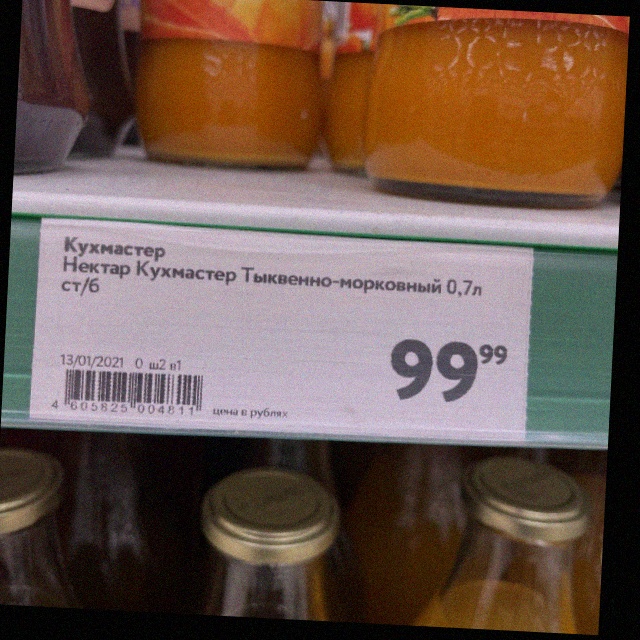 Кухмастер
Нектар Кухмастер Тыквенно-морковный 0,7л
ст/б
99 99
13/01/2021 0 ш2 п1
4 605825 004811
цена в рублях